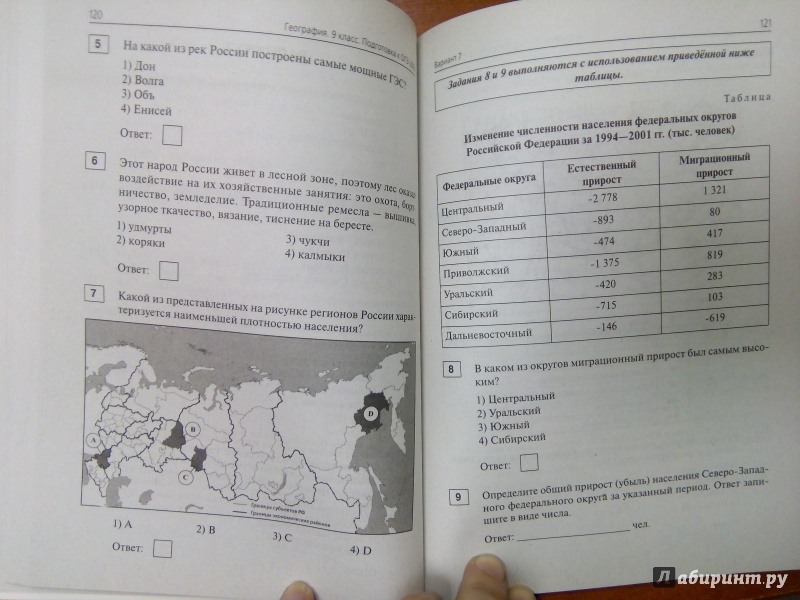 120
География. 9 класс. Подготовка к ОГЭ
5
На какой из рек России построены самые мощные ГЭС?
1) Дон
2) Волга
3) Обь
4) Енисей
Ответ:
6
Этот народ России живет в лесной зоне, поэтому лес оказал
воздействие на их хозяйственные занятия: это охота, борт
ничество, земледелие. Традиционные ремесла — вышивка,
узорное ткачество, вязание, тиснение на бересте.
1) удмурты
2) коряки
3) чукчи
4) калмыки
Ответ:
7
Какой из представленных на рисунке регионов России харак-
теризуется наименьшей плотностью населения?
A
B
C
D
Границы субъектов РФ
Границы экономических районов
1) A
2) B
3) C
4) D
Ответ:
Вариант 7
121
Задания 8 и 9 выполняются с использованием приведённой ниже
таблицы.
Таблица
Изменение численности населения федеральных округов
Российской Федерации за 1994—2001 гг. (тыс. человек)
Федеральные округа Естественный прирост Миграционный прирост
Центральный -2 778 1 321
Северо-Западный -893 80
Южный -474 417
Приволжский -1 375 819
Уральский -420 283
Сибирский -715 103
Дальневосточный -146 -619
8
В каком из округов миграционный прирост был самым высо-
ким?
1) Центральный
2) Уральский
3) Южный
4) Сибирский
Ответ:
9
Определите общий прирост (убыль) населения Северо-Запад-
ного федерального округа за указанный период. Ответ запи-
шите в виде числа.
Ответ: чел.
Лабиринт.ру